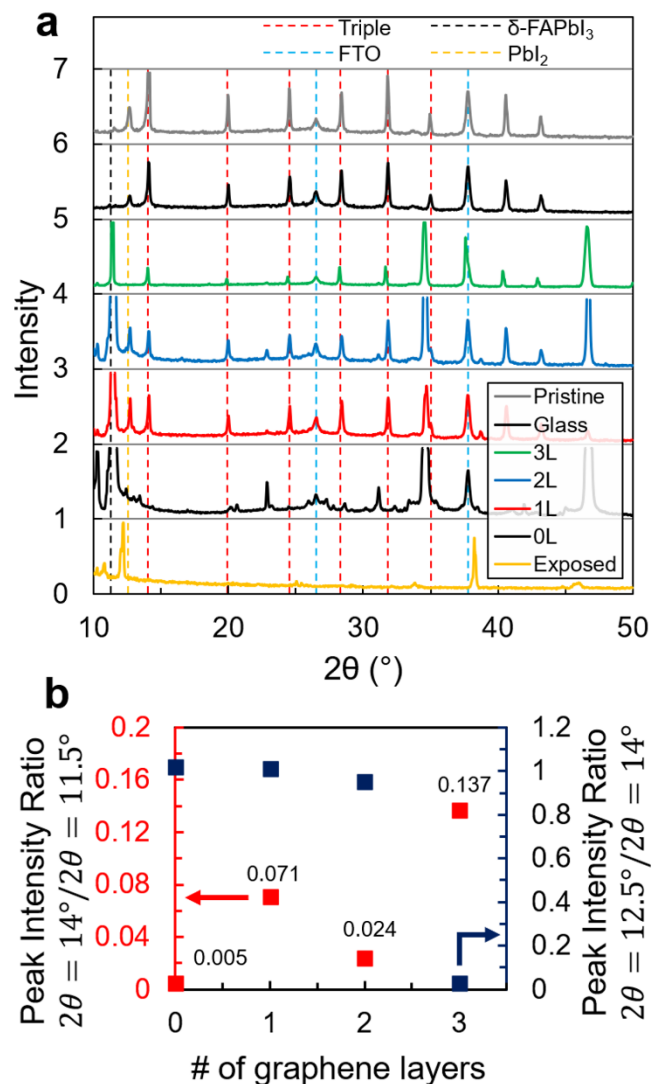 a
Triple
δ-FAPbI₃
FTO
PbI₂
7
6
5
4
3
2
1
0
Intensity
Pristine
Glass
3L
2L
1L
0L
Exposed
10
20
30
40
50
2θ (°)
b
Peak Intensity Ratio
2θ = 14°/2θ = 11.5°
0.2
0.16
0.12
0.08
0.04
0
0.005
0.071
0.024
0.137
1.2
1
0.8
0.6
0.4
0.2
0
Peak Intensity Ratio
2θ = 12.5°/2θ = 14°
0
1
2
3
# of graphene layers